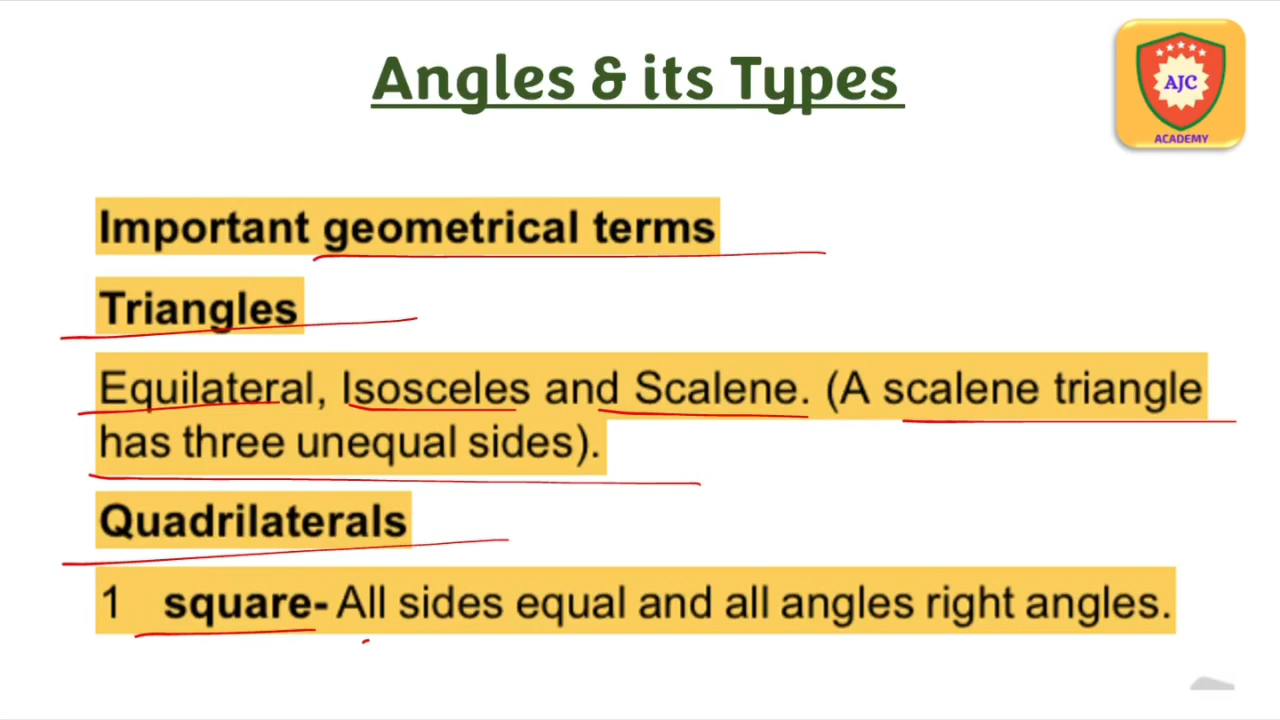 Angles & its Types
AJC
ACADEMY
Important geometrical terms
Triangles
Equilateral, Isosceles and Scalene. (A scalene triangle
has three unequal sides).
Quadrilaterals
1 square- All sides equal and all angles right angles.